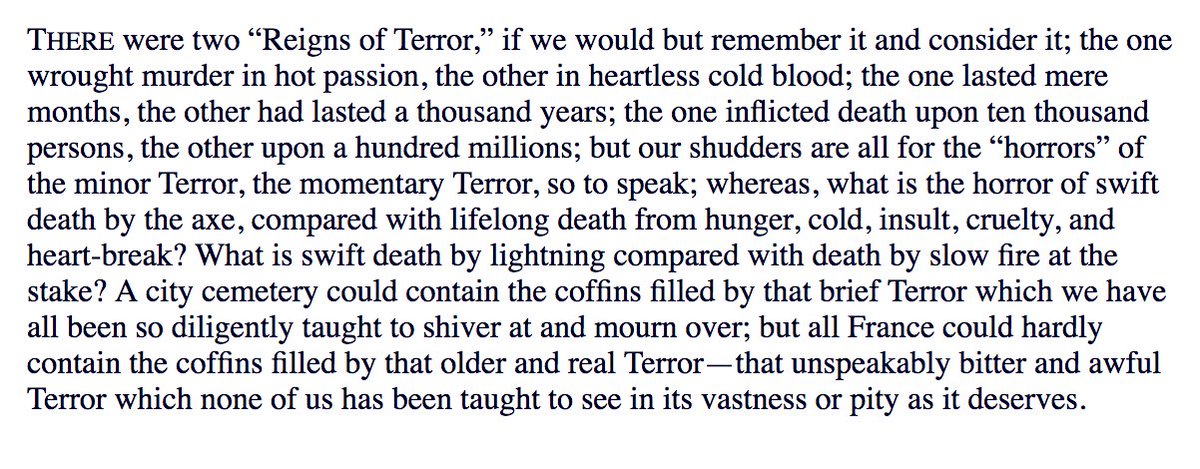 THERE were two “Reigns of Terror,” if we would but remember it and consider it; the one
wrought murder in hot passion, the other in heartless cold blood; the one lasted mere
months, the other had lasted a thousand years; the one inflicted death upon ten thousand
persons, the other upon a hundred millions; but our shudders are all for the “horrors” of
the minor Terror, the momentary Terror, so to speak; whereas, what is the horror of swift
death by the axe, compared with lifelong death from hunger, cold, insult, cruelty, and
heart-break? What is swift death by lightning compared with death by slow fire at the
stake? A city cemetery could contain the coffins filled by that brief Terror which we have
all been so diligently taught to shiver at and mourn over; but all France could hardly
contain the coffins filled by that older and real Terror—that unspeakably bitter and awful
Terror which none of us has been taught to see in its vastness or pity as it deserves.